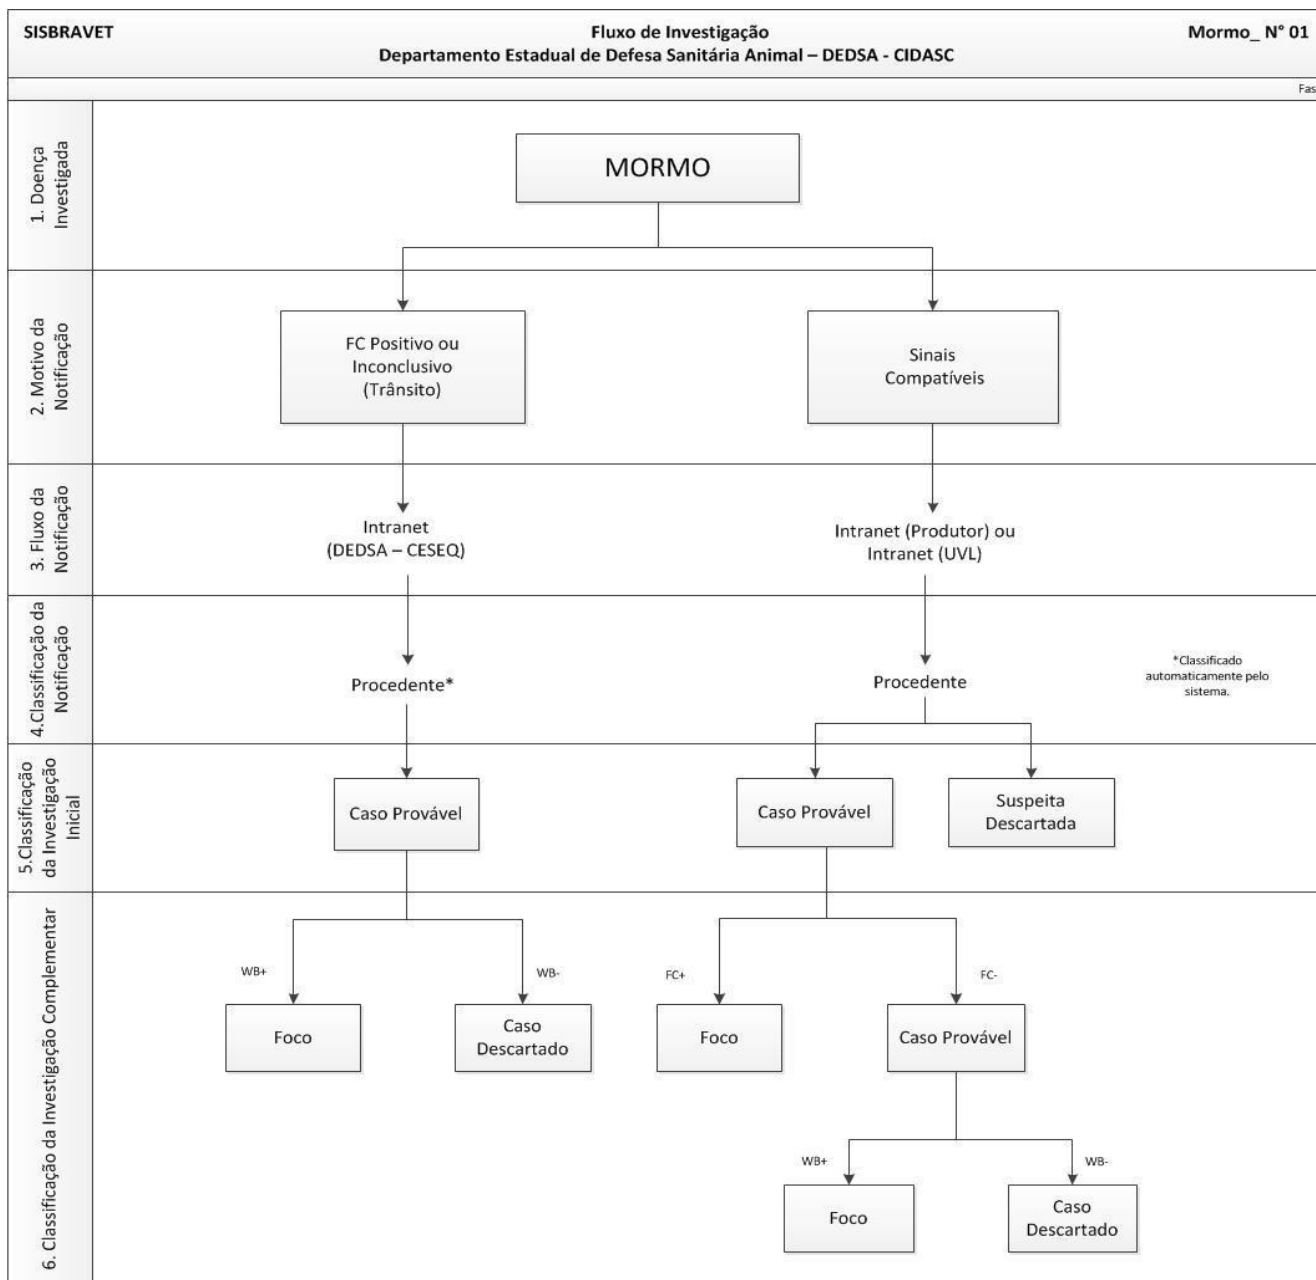 SISBRAVET
Fluxo de Investigação
Departamento Estadual de Defesa Sanitária Animal – DEDSA - CIDASC
Mormo_ N° 01
Fas
1. Doença
Investigada
MORMO
2. Motivo da
Notificação
FC Positivo ou
Inconclusivo
(Trânsito)
Sinais
Compatíveis
3. Fluxo da
Notificação
Intranet
(DEDSA – CESEQ)
Intranet (Produtor) ou
Intranet (UVL)
4.Classificação da
Notificação
Procedente*
Procedente
*Classificado
automaticamente pelo
sistema.
5.Classificação
da Investigação
Inicial
Caso Provável
Caso Provável
Suspeita
Descartada
6. Classificação da Investigação Complementar
WB+
WB-
FC+
FC-
Foco
Caso
Descartado
Foco
Caso Provável
WB+
WB-
Foco
Caso
Descartado